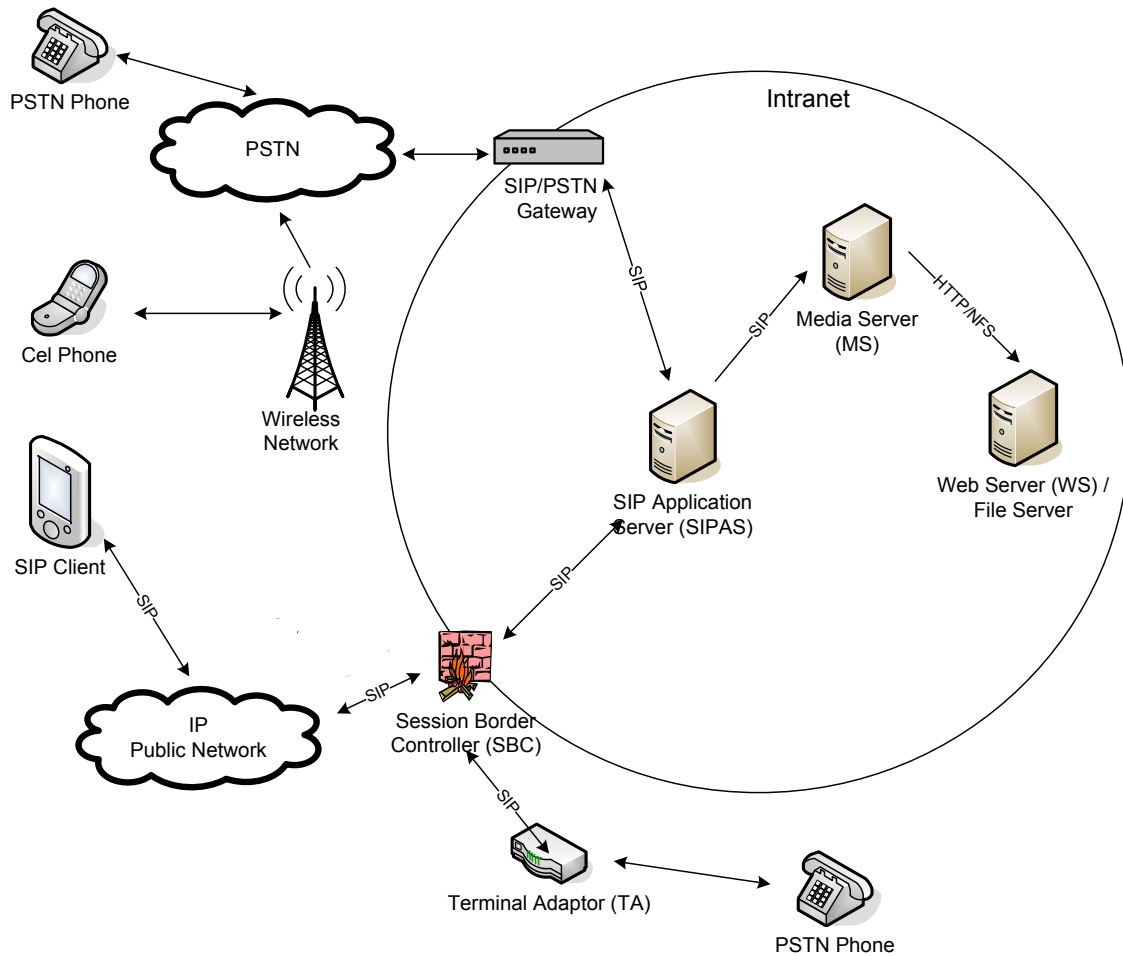 PSTN Phone
Intranet
PSTN
SIP/PSTN
Gateway
SIP
Cel Phone
Wireless
Network
Media Server
(MS)
SIP
HTTP/NFS
SIP Client
SIP Application
Server (SIPAS)
Web Server (WS) /
File Server
SIP
SIP
IP
Public Network
SIP
Session Border
Controller (SBC)
SIP
Terminal Adaptor (TA)
PSTN Phone